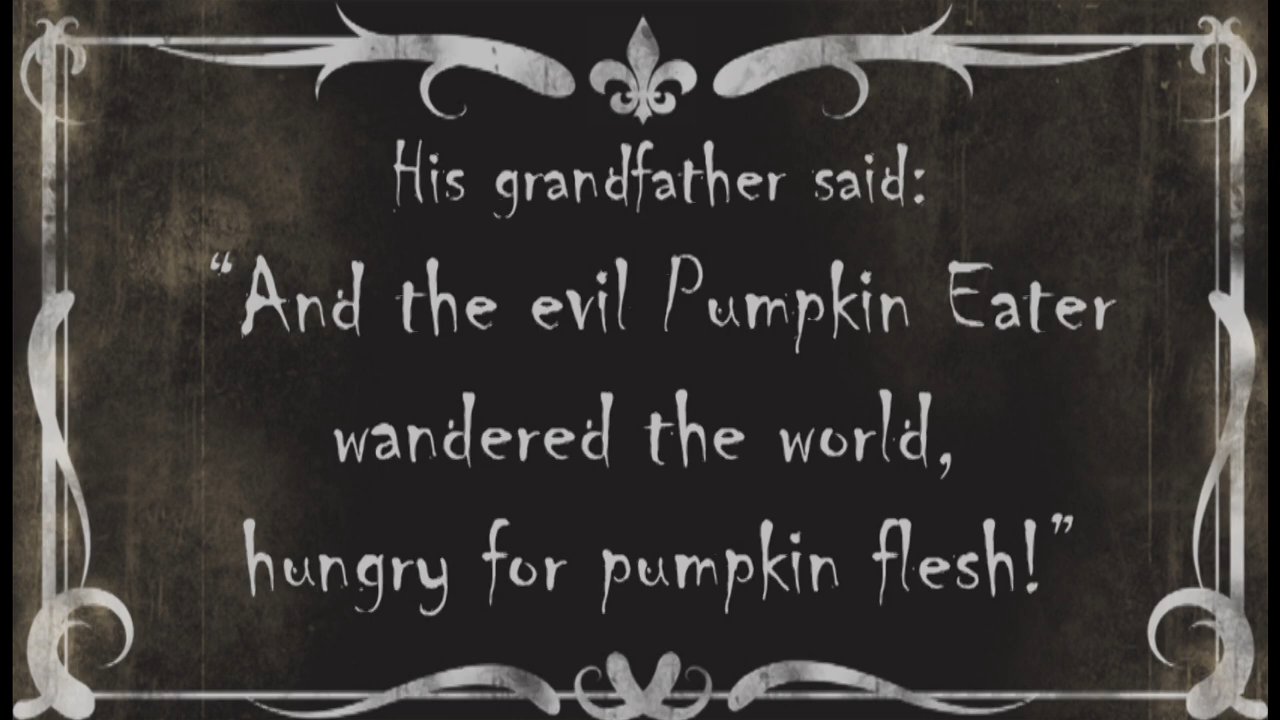 His grandfather said:
“And the evil Pumpkin Eater
wandered the world,
hungry for pumpkin flesh!”